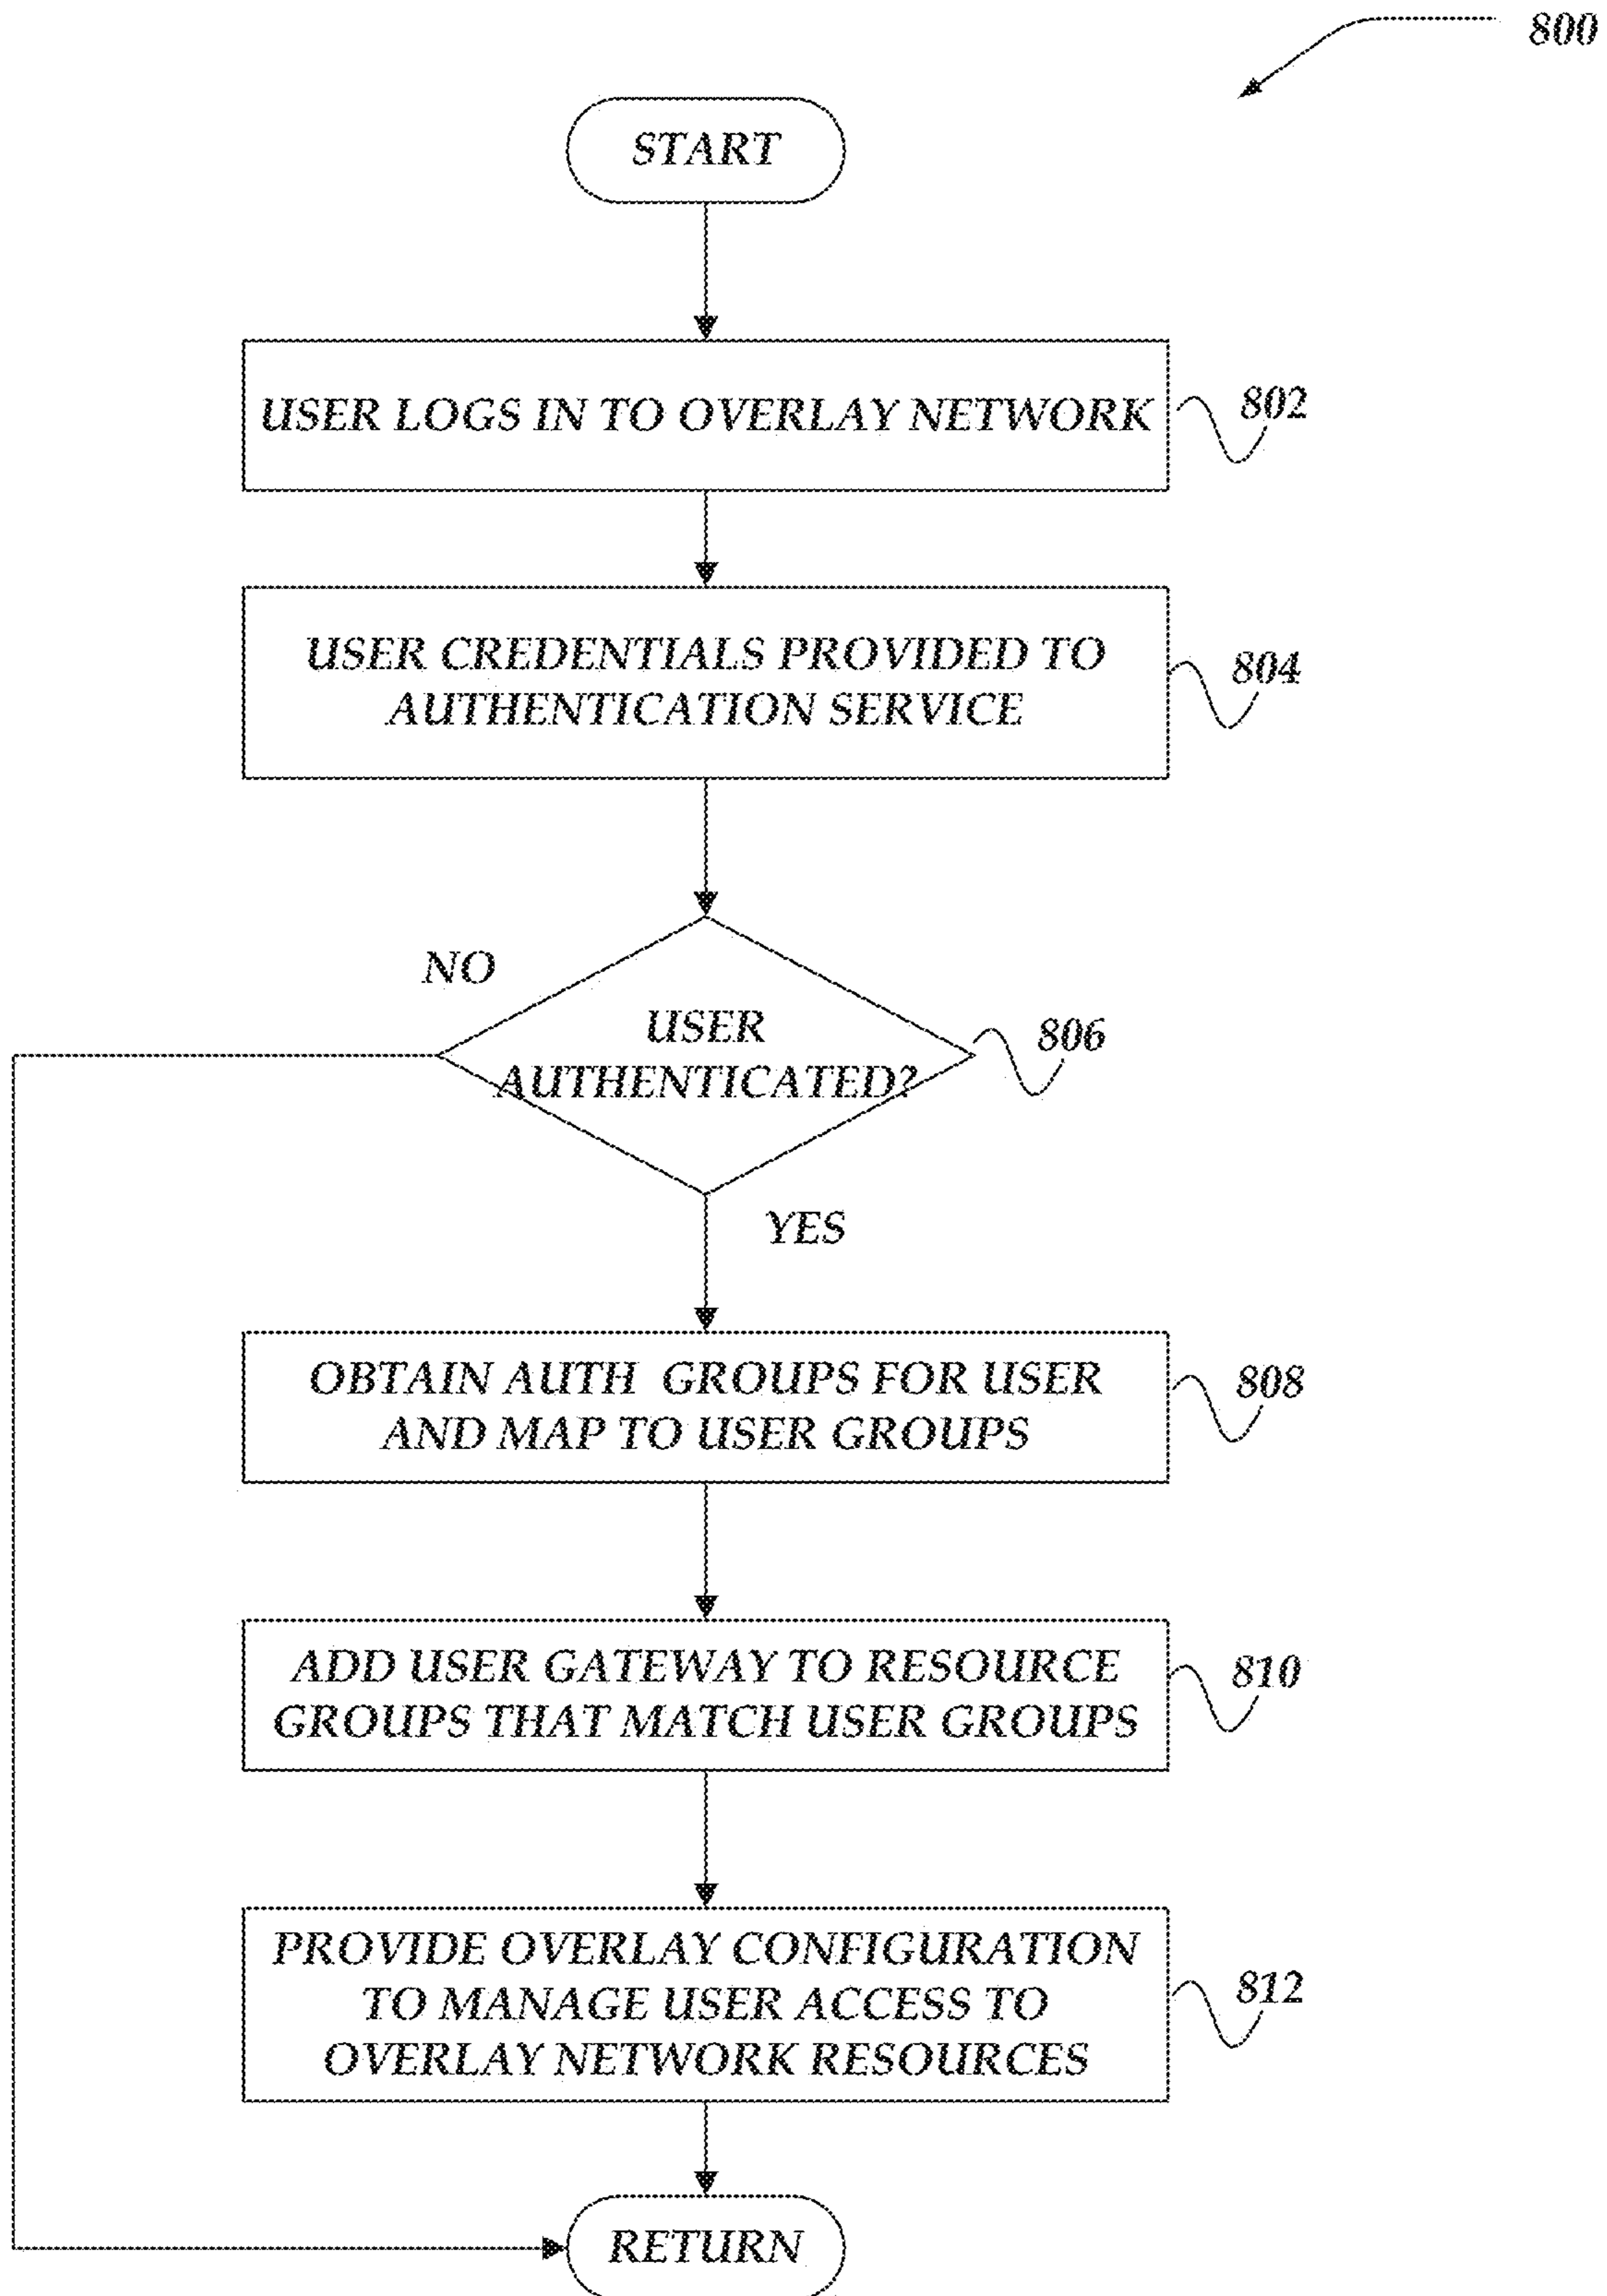 800
START
USER LOGS IN TO OVERLAY NETWORK
802
USER CREDENTIALS PROVIDED TO
AUTHENTICATION SERVICE
804
NO
USER
AUTHENTICATED?
806
YES
OBTAIN AUTH GROUPS FOR USER
AND MAP TO USER GROUPS
808
ADD USER GATEWAY TO RESOURCE
GROUPS THAT MATCH USER GROUPS
810
PROVIDE OVERLAY CONFIGURATION
TO MANAGE USER ACCESS TO
OVERLAY NETWORK RESOURCES
812
RETURN